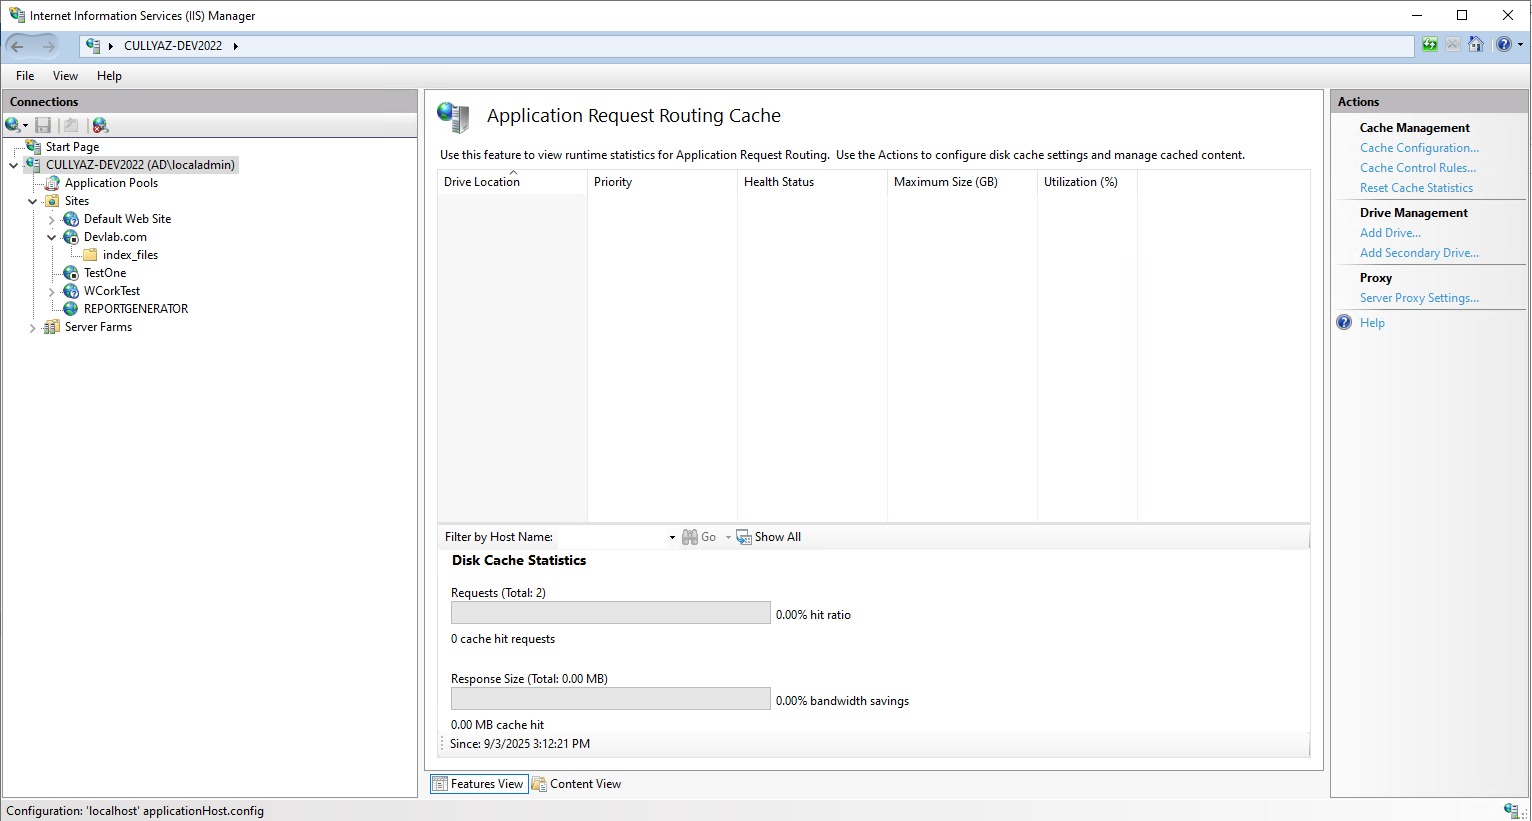 Internet Information Services (IIS) Manager
CULLYAZ-DEV2022
File View Help
Connections
Start Page
CULLYAZ-DEV2022 (AD\localadmin)
Application Pools
Sites
Default Web Site
Devlab.com
index_files
TestOne
WCorkTest
REPORTGENERATOR
Server Farms
Application Request Routing Cache
Use this feature to view runtime statistics for Application Request Routing.  Use the Actions to configure disk cache settings and manage cached content.
Drive Location Priority Health Status Maximum Size (GB) Utilization (%)
Filter by Host Name: Go Show All
Disk Cache Statistics
Requests (Total: 2)
0.00% hit ratio
0 cache hit requests
Response Size (Total: 0.00 MB)
0.00% bandwidth savings
0.00 MB cache hit
Since: 9/3/2025 3:12:21 PM
Features View Content View
Actions
Cache Management
Cache Configuration...
Cache Control Rules...
Reset Cache Statistics
Drive Management
Add Drive...
Add Secondary Drive...
Proxy
Server Proxy Settings...
Help
Configuration: 'localhost' applicationHost.config